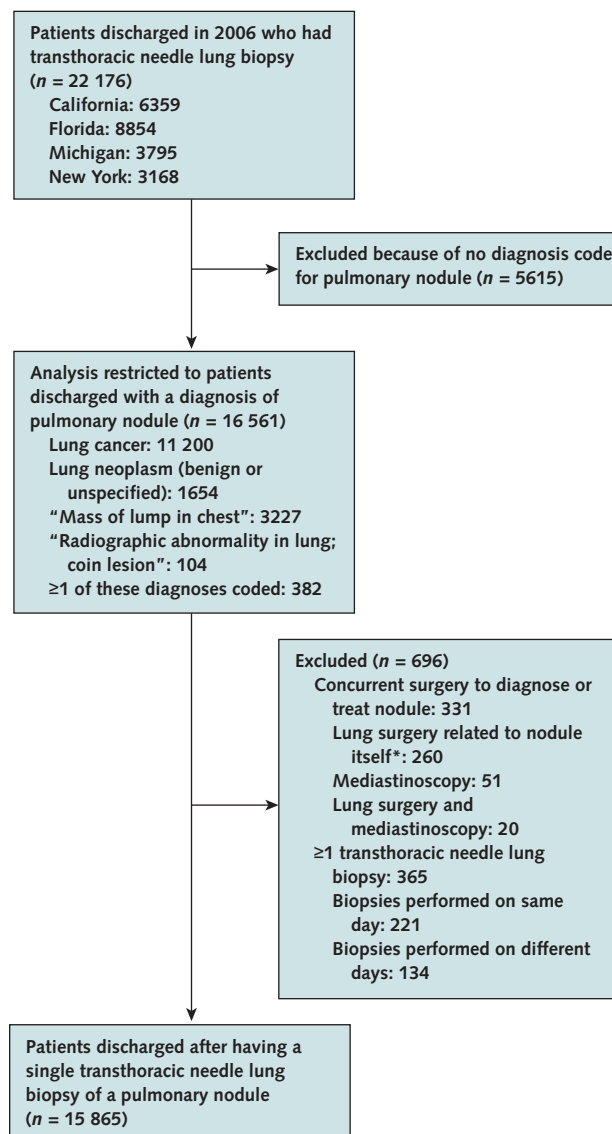 Patients discharged in 2006 who had
transthoracic needle lung biopsy
(n = 22 176)
California: 6359
Florida: 8854
Michigan: 3795
New York: 3168
Excluded because of no diagnosis code
for pulmonary nodule (n = 5615)
Analysis restricted to patients
discharged with a diagnosis of
pulmonary nodule (n = 16 561)
Lung cancer: 11 200
Lung neoplasm (benign or
unspecified): 1654
“Mass of lump in chest”: 3227
“Radiographic abnormality in lung;
coin lesion”: 104
≥1 of these diagnoses coded: 382
Excluded (n = 696)
Concurrent surgery to diagnose or
treat nodule: 331
Lung surgery related to nodule
itself*: 260
Mediastinoscopy: 51
Lung surgery and
mediastinoscopy: 20
≥1 transthoracic needle lung
biopsy: 365
Biopsies performed on same
day: 221
Biopsies performed on different
days: 134
Patients discharged after having a
single transthoracic needle lung
biopsy of a pulmonary nodule
(n = 15 865)